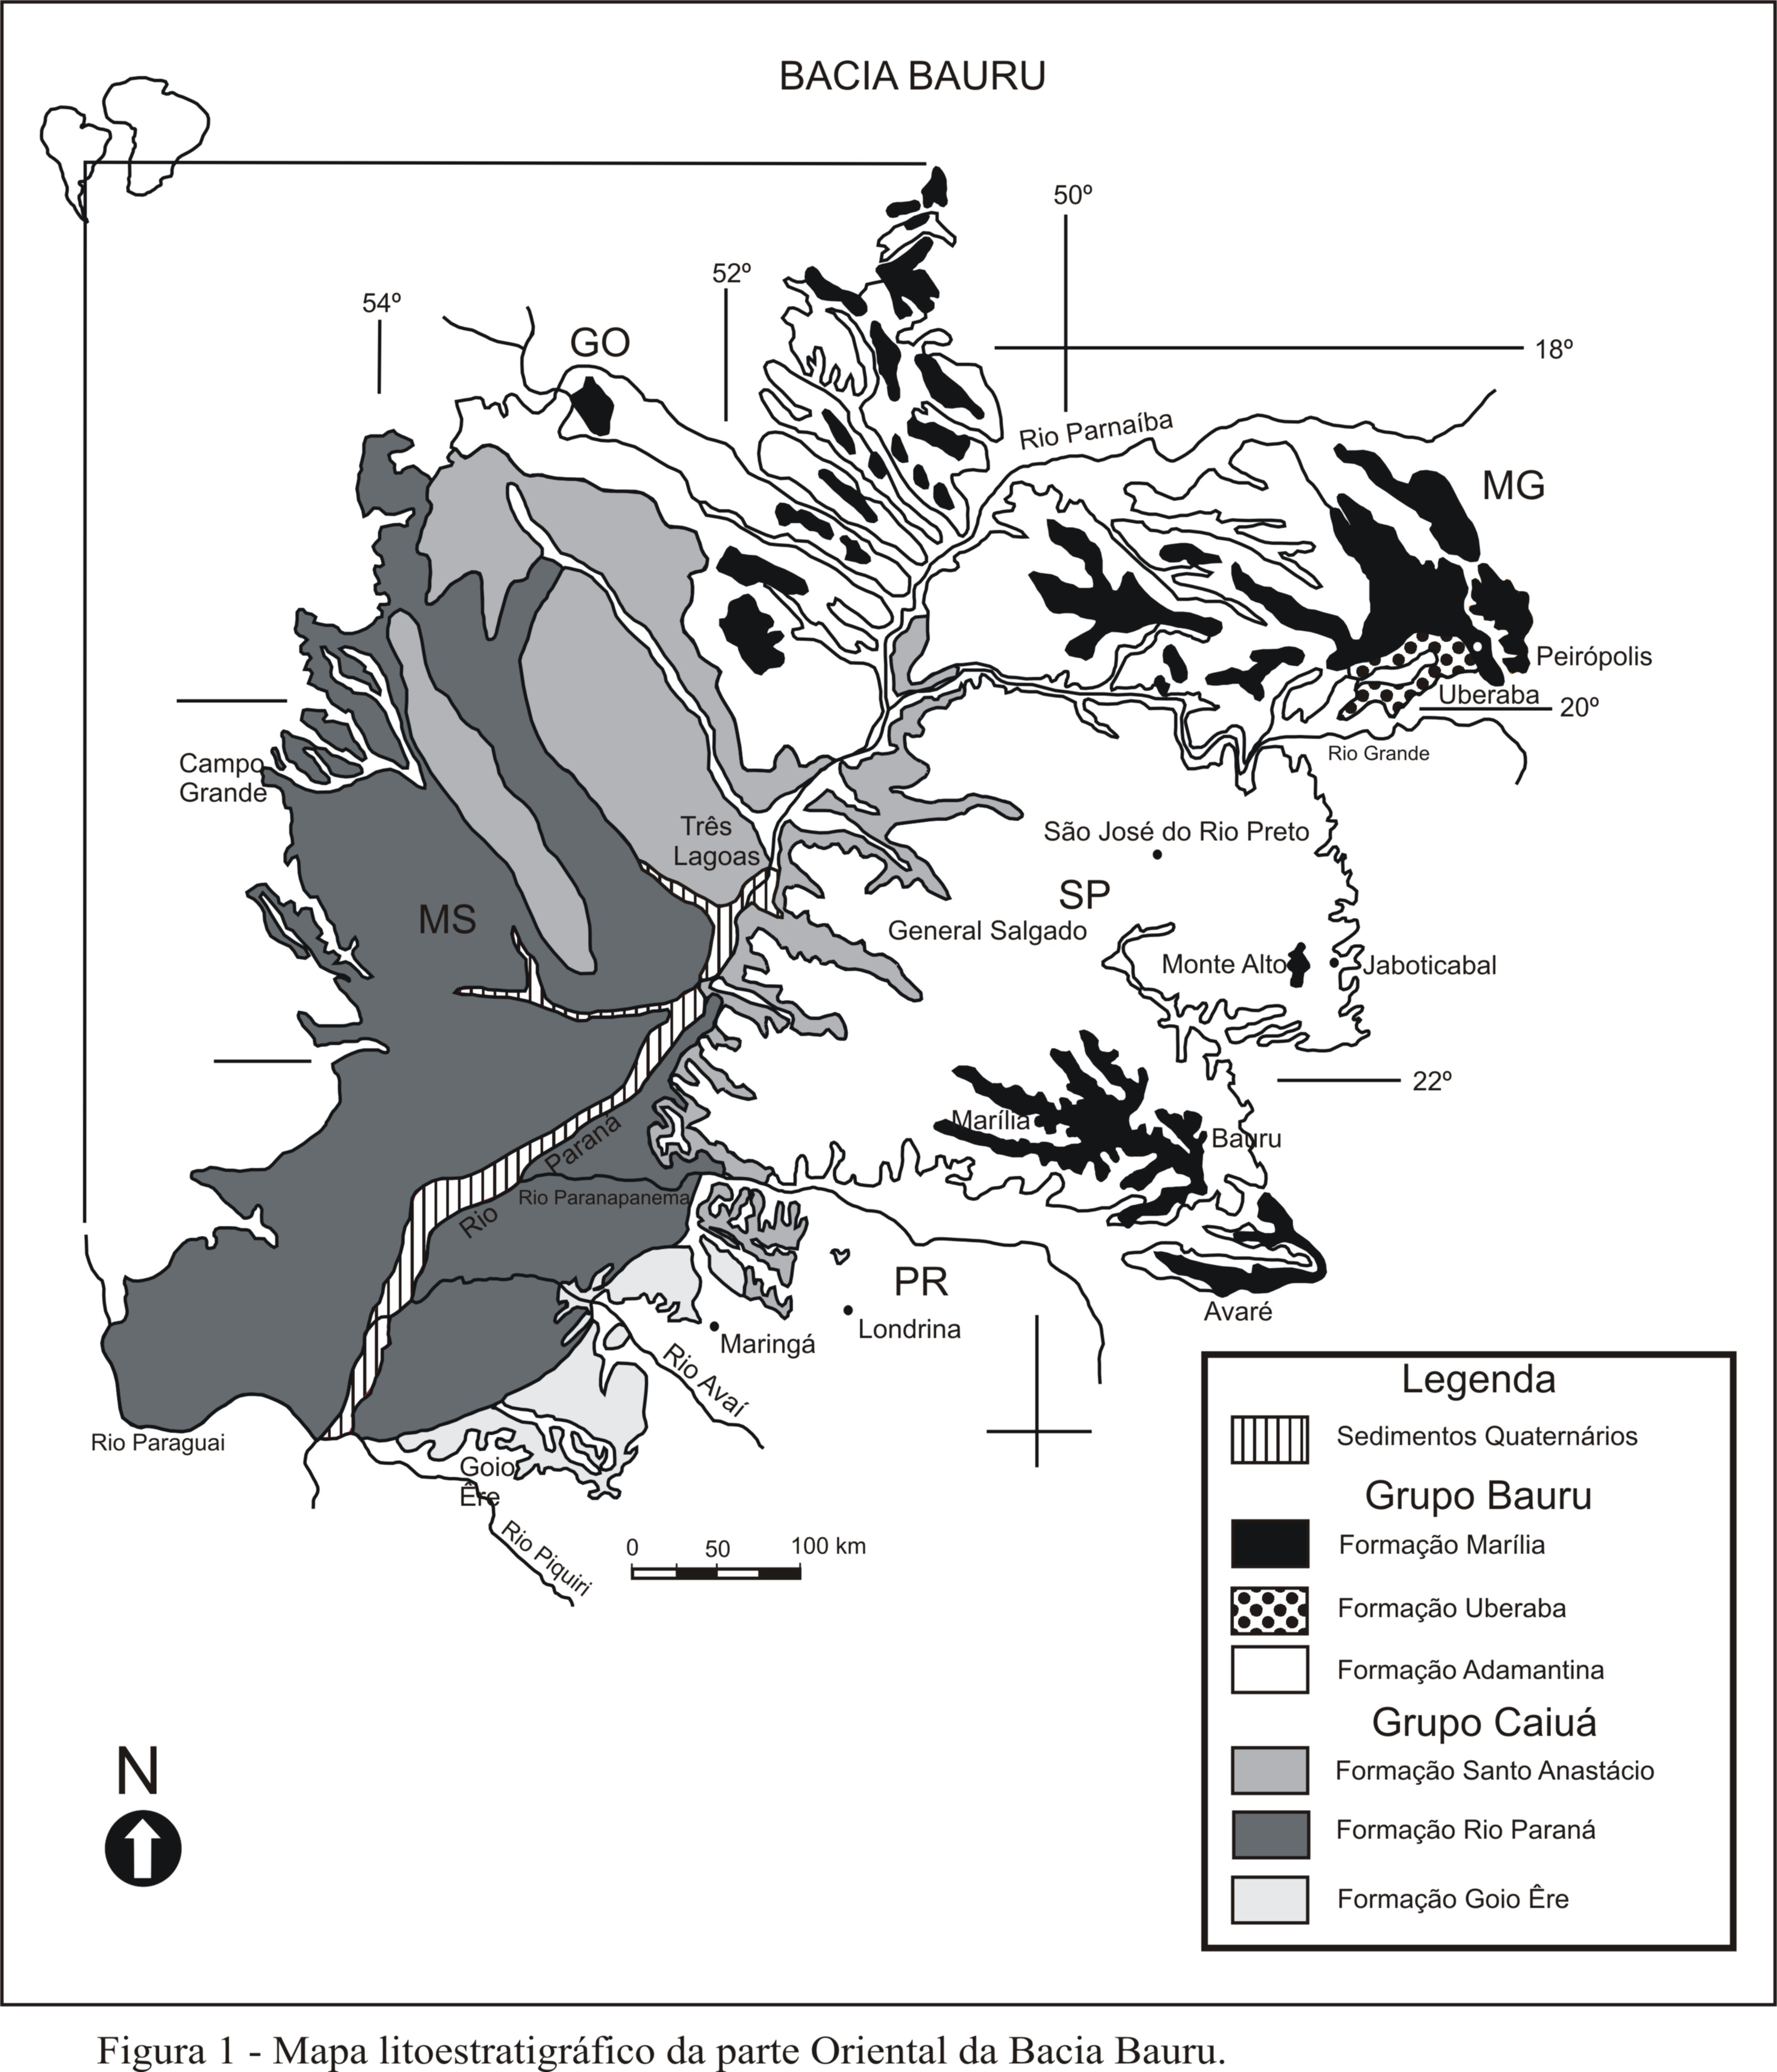 BACIA BAURU
50º
52º
54º
GO
18º
Rio Parnaíba
MG
Peirópolis
Uberaba
20º
Rio Grande
Campo
Grande
Três
Lagoas
São José do Rio Preto
SP
MS
General Salgado
Monte Alto
Jaboticabal
22º
Marília
Bauru
Paraná
Rio
Rio Paranapanema
PR
Avaré
Londrina
Maringá
Rio Avaí
Rio Paraguai
Goio
Êre
Rio Piquiri
0 50 100 km
Legenda
Sedimentos Quaternários
Grupo Bauru
Formação Marília
Formação Uberaba
Formação Adamantina
Grupo Caiuá
Formação Santo Anastácio
Formação Rio Paraná
Formação Goio Êre
N
Figura 1 - Mapa litoestratigráfico da parte Oriental da Bacia Bauru.